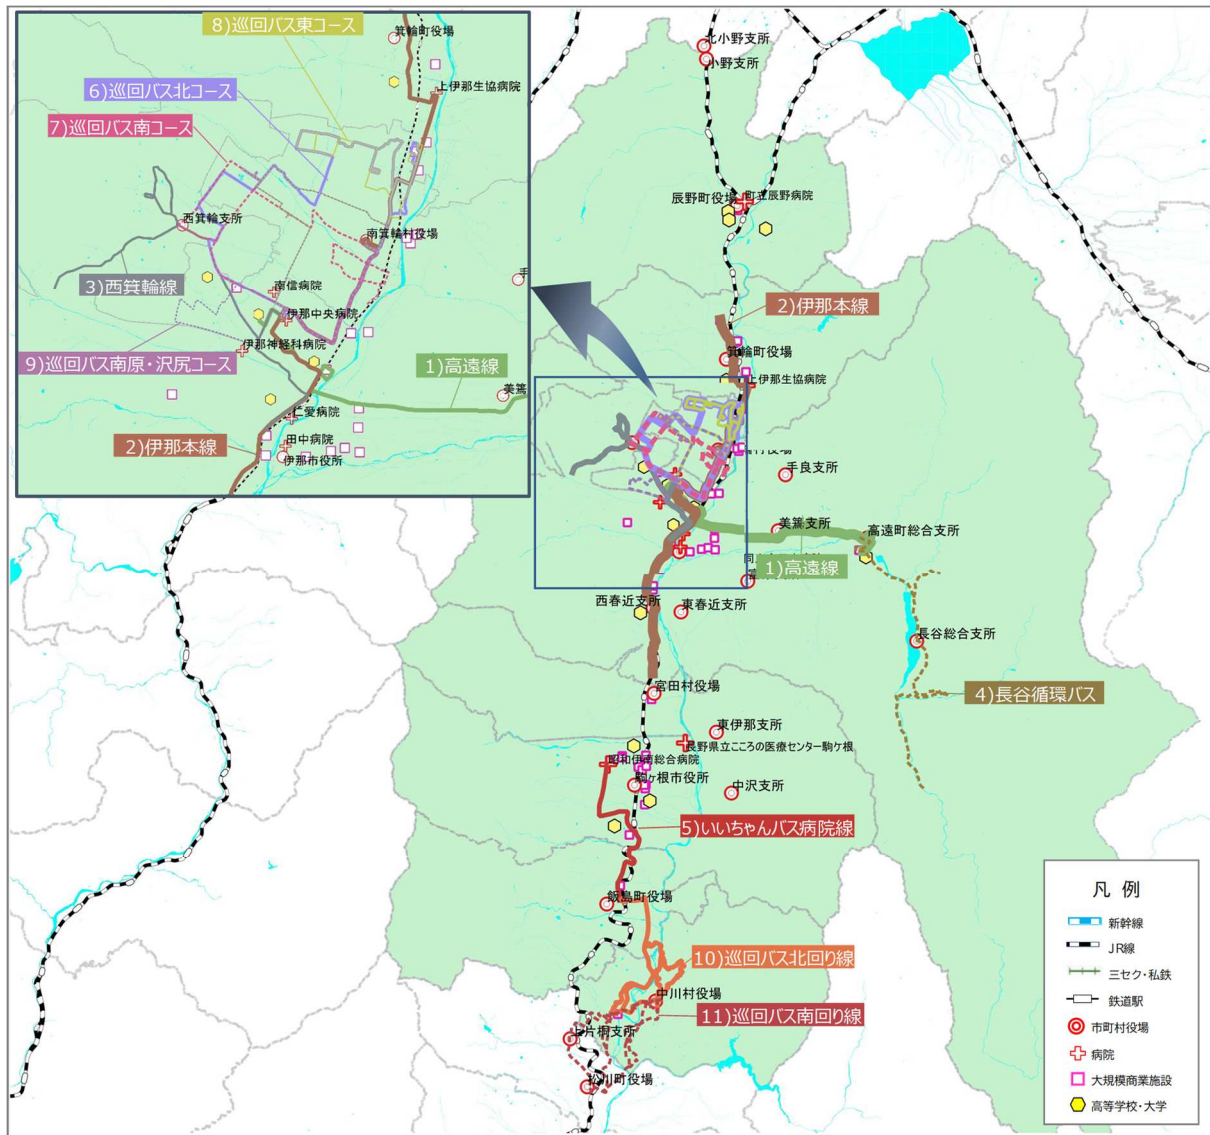 8)巡回バス東コース
箕輪町役場
6)巡回バス北コース
上伊那生協病院
7)巡回バス南コース
西箕輪支所
南箕輪村役場
3)西箕輪線
南信病院
伊那中央病院
伊那神経科病院
9)巡回バス南原・沢尻コース
1)高遠線
美篶
仁愛病院
2)伊那本線
田中病院
伊那市役所
手
北小野支所
小野支所
辰野町役場
町立辰野病院
2)伊那本線
箕輪町役場
上伊那生協病院
手良支所
美篶支所
高遠町総合支所
1)高遠線
西春近支所
東春近支所
長谷総合支所
4)長谷循環バス
宮田村役場
東伊那支所
長野県立こころの医療センター駒ケ根
昭和伊南総合病院
駒ヶ根市役所
中沢支所
5)いいちゃんバス病院線
飯島町役場
10)巡回バス北回り線
中川村役場
11)巡回バス南回り線
上片桐支所
松川町役場
凡 例
新幹線
JR線
三セク・私鉄
鉄道駅
市町村役場
病院
大規模商業施設
高等学校・大学